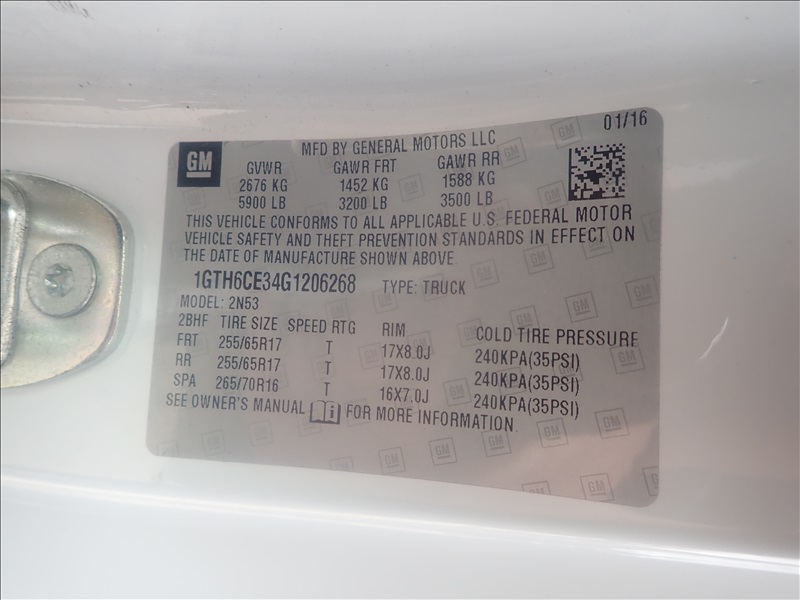 01/16
GM
MFD BY GENERAL MOTORS LLC
GVWR GAWR FRT GAWR RR
2676 KG 1452 KG 1588 KG
5900 LB 3200 LB 3500 LB
THIS VEHICLE CONFORMS TO ALL APPLICABLE U.S. FEDERAL MOTOR
VEHICLE SAFETY AND THEFT PREVENTION STANDARDS IN EFFECT ON
THE DATE OF MANUFACTURE SHOWN ABOVE.
1GTH6CE34G1206268 TYPE: TRUCK
MODEL: 2N53
2BHF TIRE SIZE SPEED RTG RIM COLD TIRE PRESSURE
FRT 255/65R17 T 17X8.0J 240KPA(35PSI)
RR 255/65R17 T 17X8.0J 240KPA(35PSI)
SPA 265/70R16 T 16X7.0J 240KPA(35PSI)
SEE OWNER'S MANUAL FOR MORE INFORMATION.